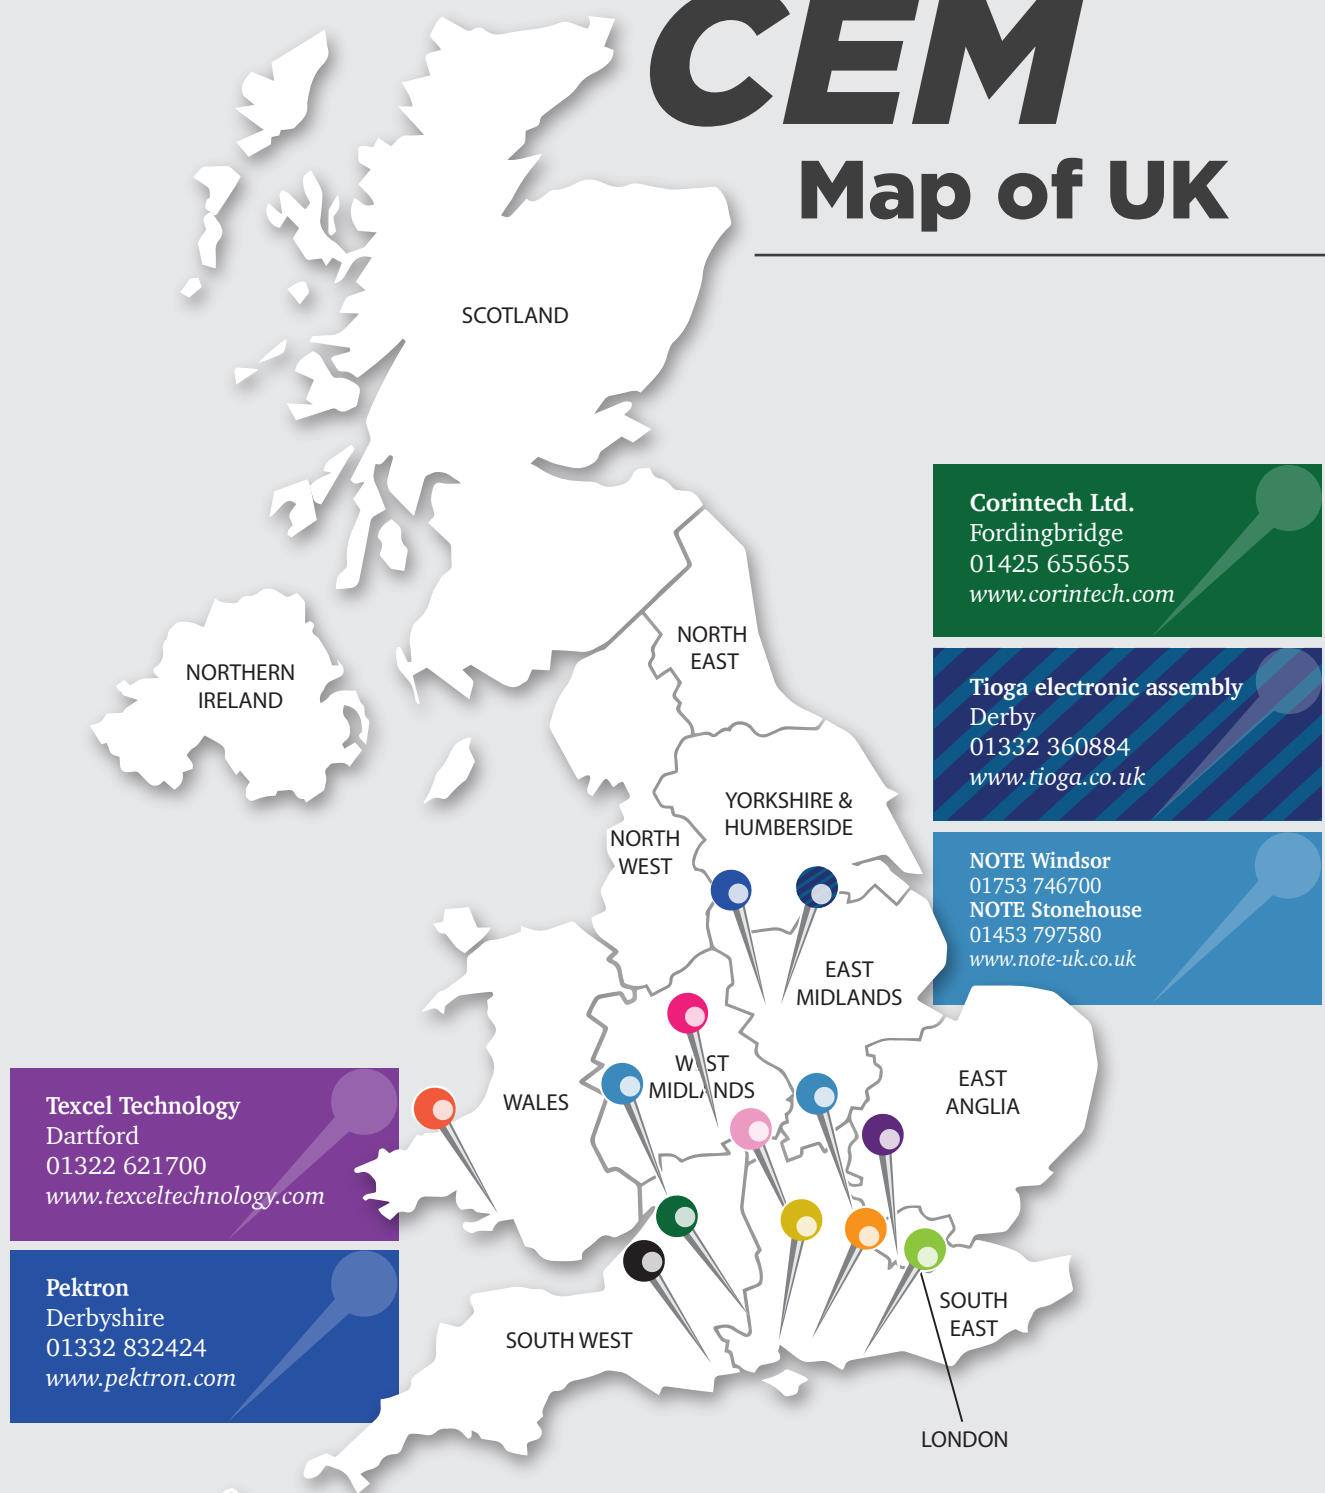 CEM
Map of UK
SCOTLAND
NORTHERN
IRELAND
NORTH
EAST
YORKSHIRE &
HUMBERSIDE
NORTH
WEST
EAST
MIDLANDS
WEST
MIDLANDS
WALES
EAST
ANGLIA
SOUTH
EAST
SOUTH WEST
LONDON
Corintech Ltd.
Fordingbridge
01425 655655
www.corintech.com
Tioga electronic assembly
Derby
01332 360884
www.tioga.co.uk
NOTE Windsor
01753 746700
NOTE Stonehouse
01453 797580
www.note-uk.co.uk
Texcel Technology
Dartford
01322 621700
www.texceltechnology.com
Pektron
Derbyshire
01332 832424
www.pektron.com